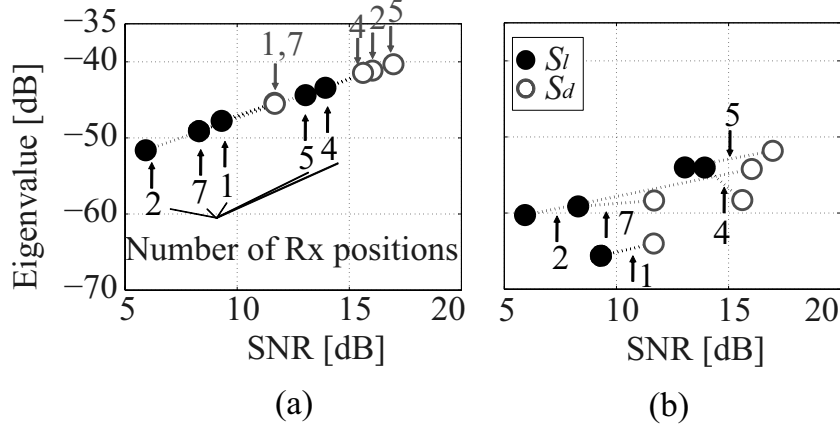 Eigenvalue [dB]
−35
−40
−50
−60
−70
5
10
15
20
SNR [dB]
1,7
4 2 5
2
7
1
5
4
Number of Rx positions
(a)
Sl
Sd
5
2
7
4
1
5
10
15
20
SNR [dB]
(b)